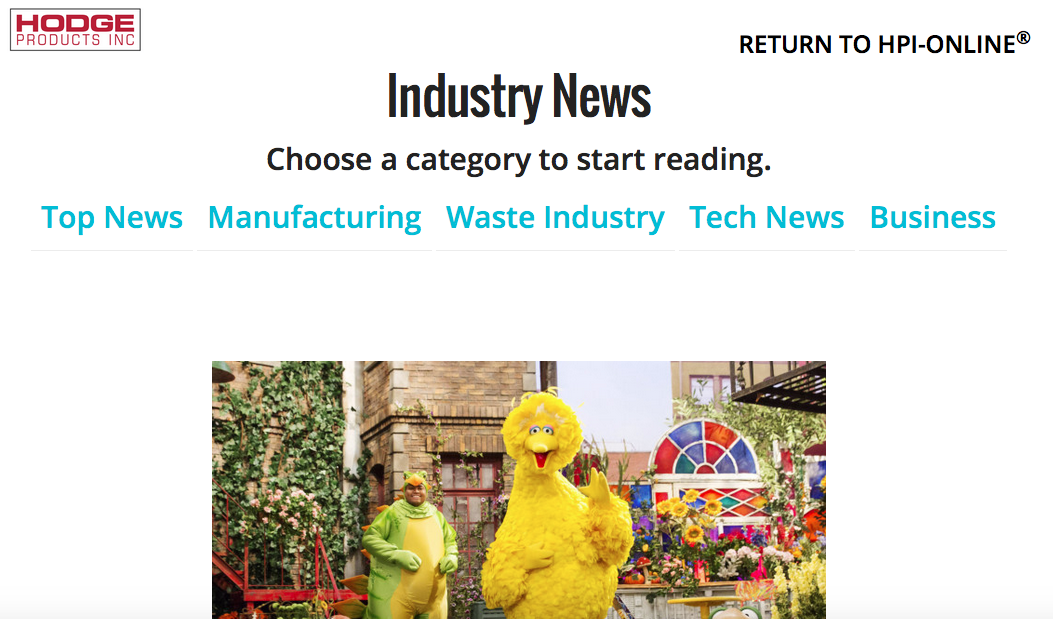 HODGE
PRODUCTS INC
RETURN TO HPI-ONLINE®
Industry News
Choose a category to start reading.
Top News Manufacturing Waste Industry Tech News Business